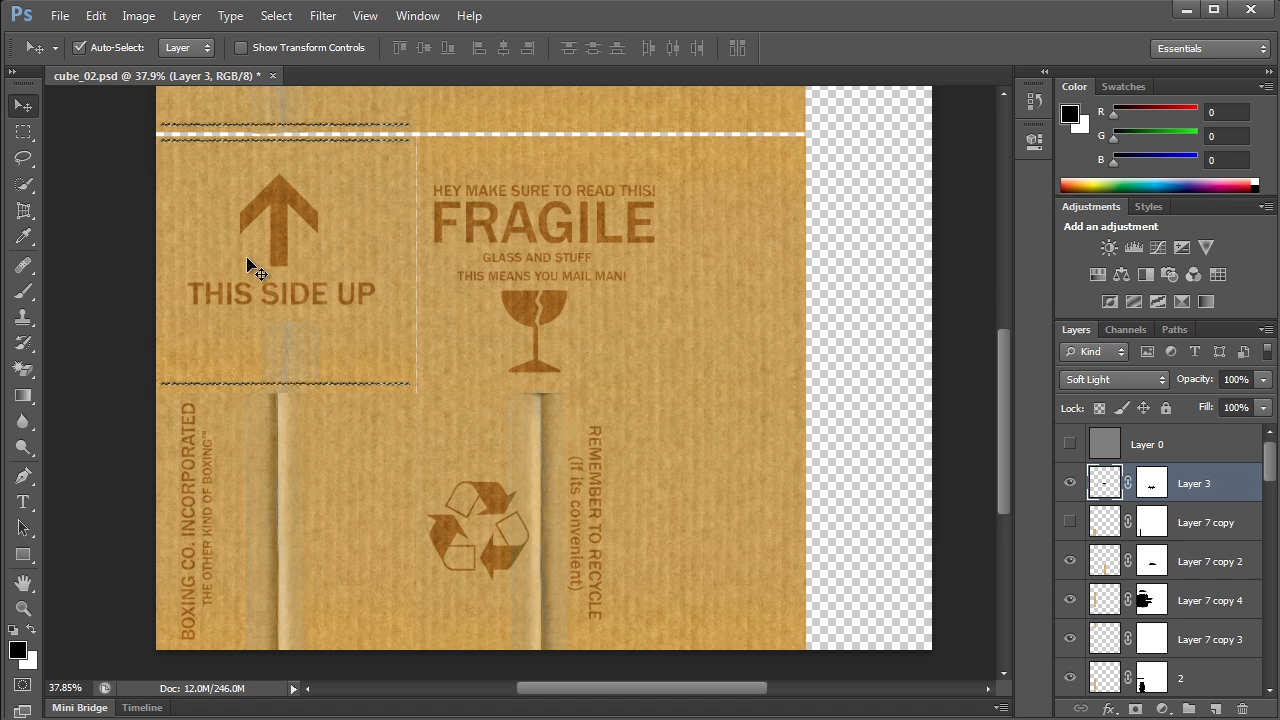 Ps File Edit Image Layer Type Select Filter View Window Help
Auto-Select: Layer Show Transform Controls Essentials
cube_02.psd @ 37.9% (Layer 3, RGB/8) * ×
HEY MAKE SURE TO READ THIS!
FRAGILE
GLASS AND STUFF
THIS MEANS YOU MAIL MAN!
THIS SIDE UP
BOXING CO. INCORPORATED
THE OTHER KIND OF BOXING™
REMEMBER TO RECYCLE
(if its convenient)
Color Swatches
R 0
G 0
B 0
Adjustments Styles
Add an adjustment
Layers Channels Paths
Kind
Soft Light Opacity: 100%
Lock: Fill: 100%
Layer 0
Layer 3
Layer 7 copy
Layer 7 copy 2
Layer 7 copy 4
Layer 7 copy 3
2
37.85% Doc: 12.0M/246.0M
Mini Bridge Timeline